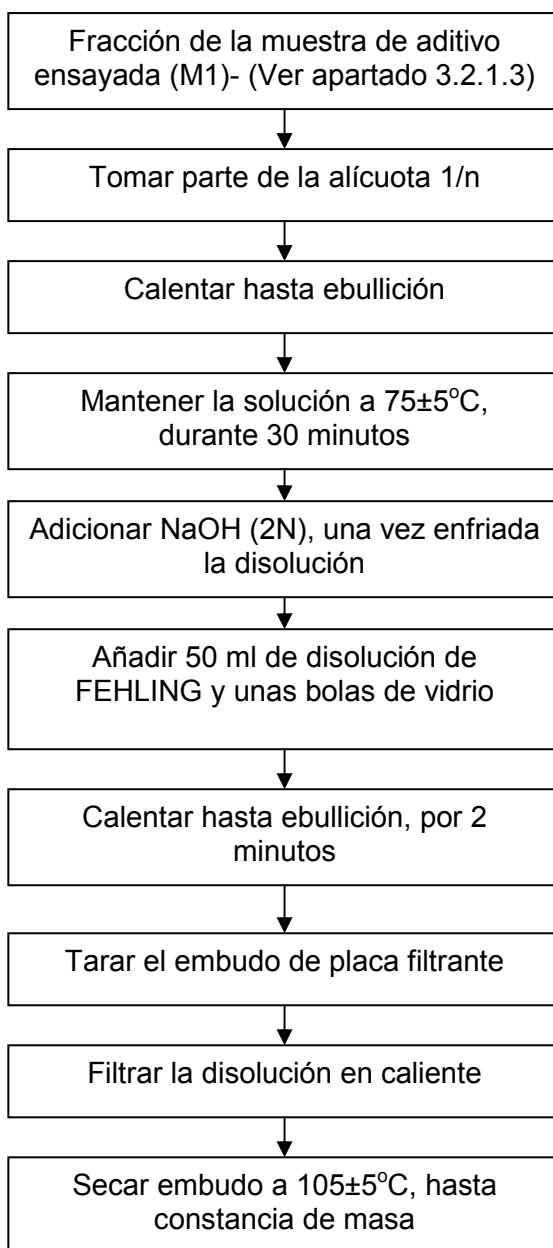 Fracción de la muestra de aditivo
ensayada (M1)- (Ver apartado 3.2.1.3)
Tomar parte de la alícuota 1/n
Calentar hasta ebullición
Mantener la solución a 75±5°C,
durante 30 minutos
Adicionar NaOH (2N), una vez enfriada
la disolución
Añadir 50 ml de disolución de
FEHLING y unas bolas de vidrio
Calentar hasta ebullición, por 2
minutos
Tarar el embudo de placa filtrante
Filtrar la disolución en caliente
Secar embudo a 105±5°C, hasta
constancia de masa